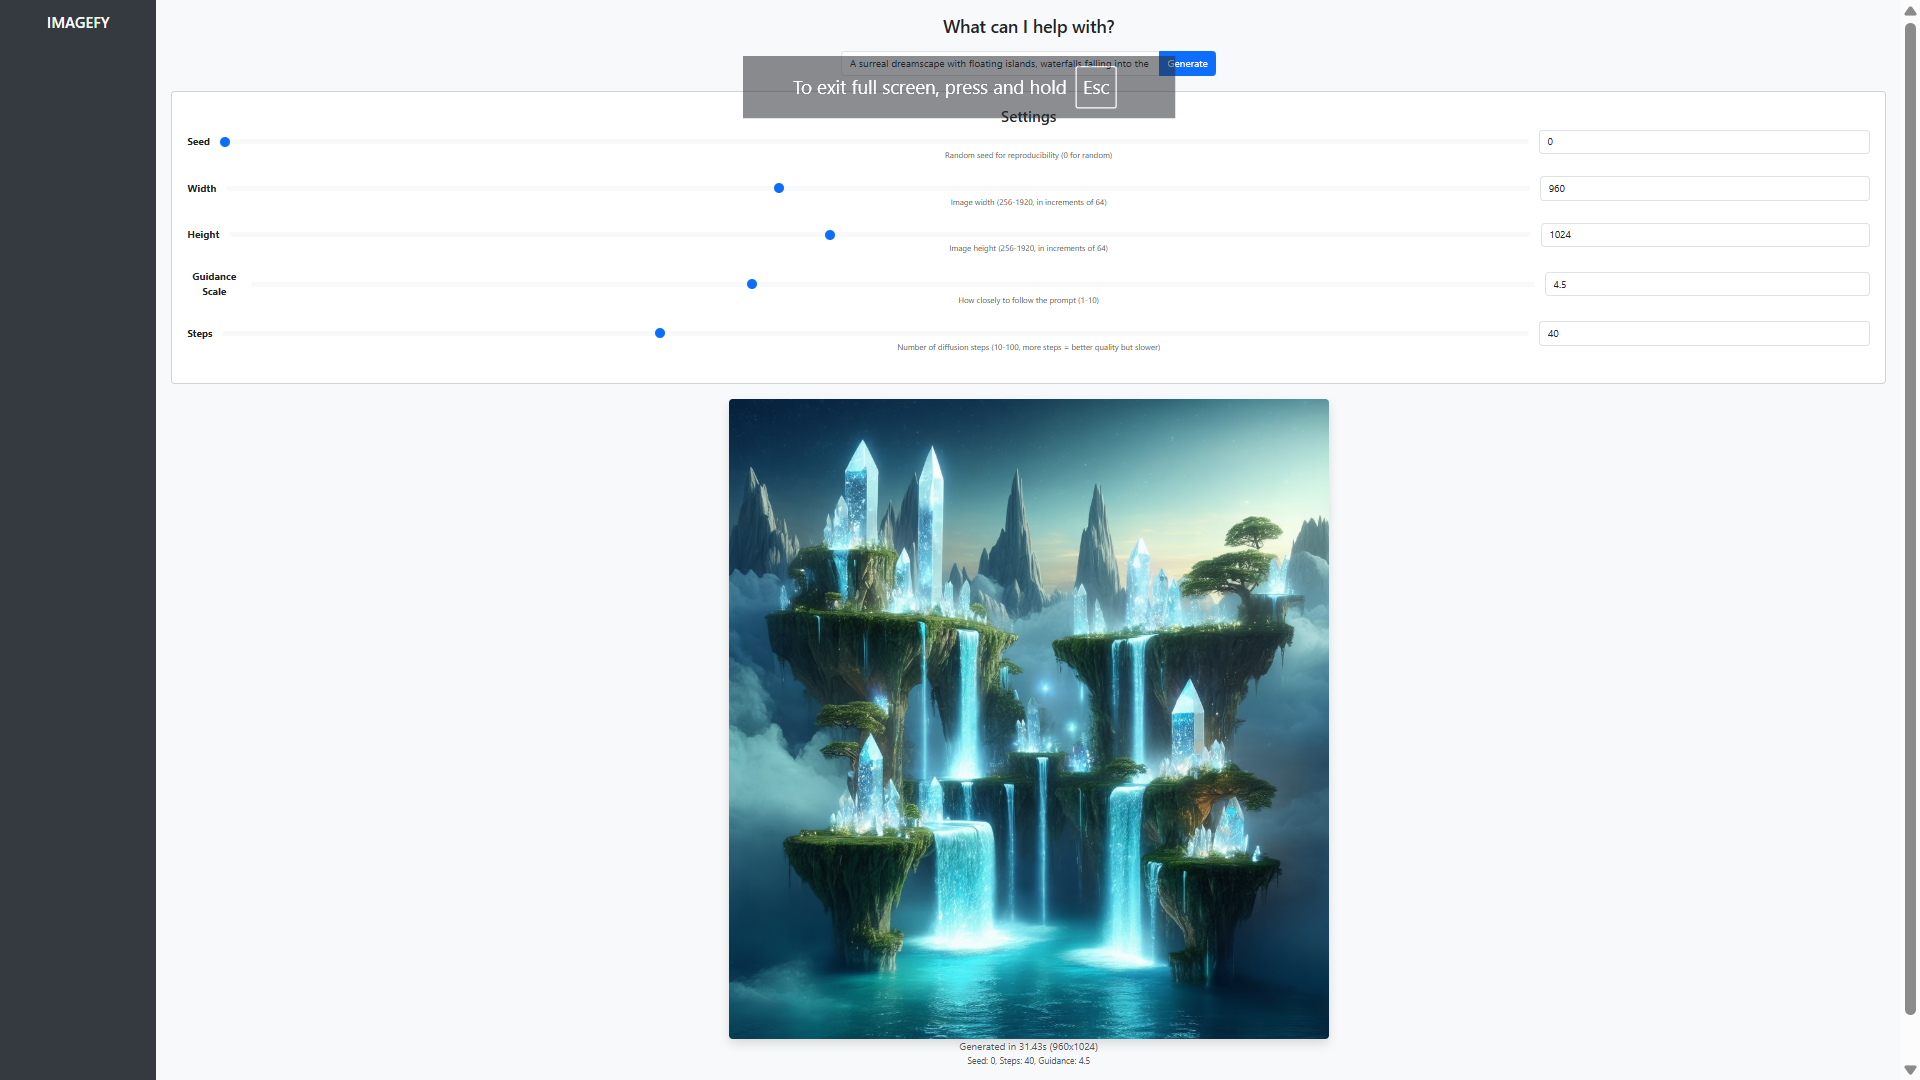 IMAGEFY
What can I help with?
A surreal dreamscape with floating islands, waterfalls falling into the
Generate
To exit full screen, press and hold Esc
Settings
Seed
0
Random seed for reproducibility (0 for random)
Width
960
Image width (256-1920, in increments of 64)
Height
1024
Image height (256-1920, in increments of 64)
Guidance
Scale
4.5
How closely to follow the prompt (1-10)
Steps
40
Number of diffusion steps (10-100, more steps = better quality but slower)
Generated in 31.43s (960x1024)
Seed: 0, Steps: 40, Guidance: 4.5